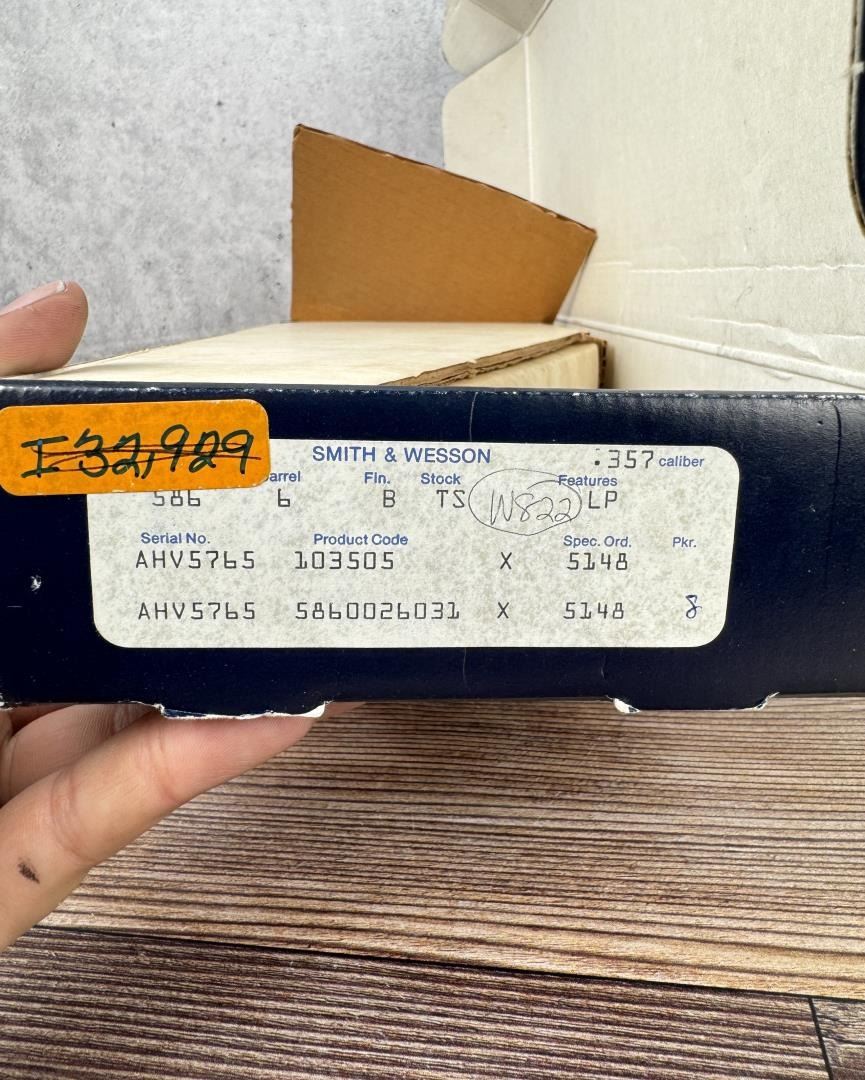 I32,929
SMITH & WESSON .357 caliber
arrel Fin. Stock Features
586 6 B TS W822 LP
Serial No. Product Code Spec. Ord. Pkr.
AHV5765 103505 X 5148
AHV5765 5860026031 X 5148 8